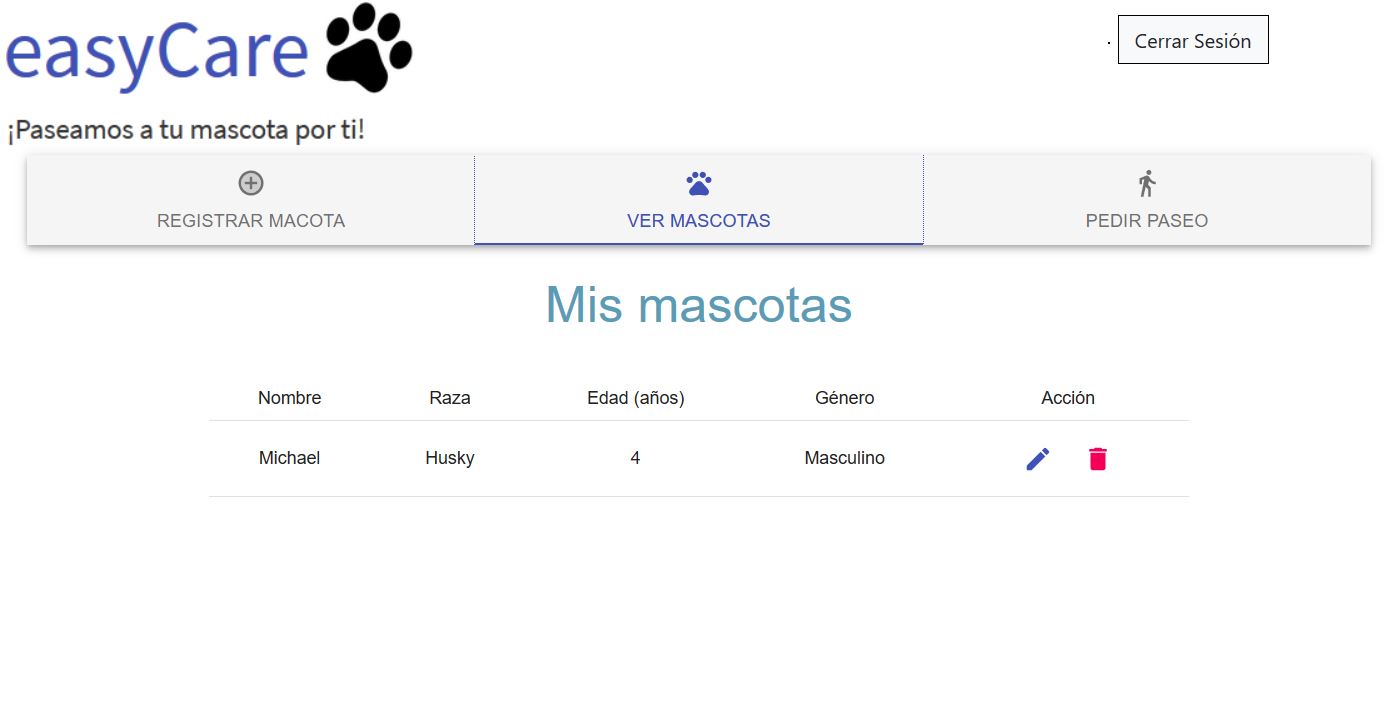 easyCare
Cerrar Sesión
¡Paseamos a tu mascota por ti!
REGISTRAR MACOTA
VER MASCOTAS
PEDIR PASEO
Mis mascotas
Nombre Raza Edad (años) Género Acción
Michael Husky 4 Masculino